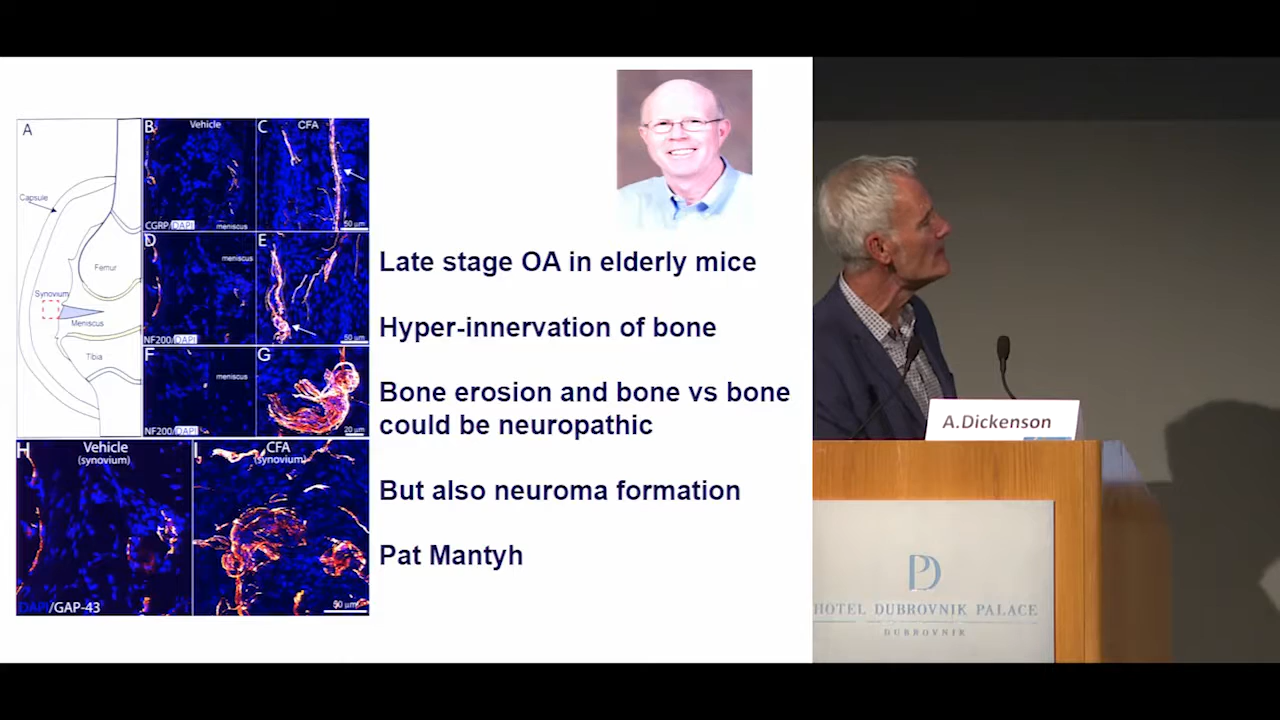 A
Capsule
Femur
Synovium
Meniscus
Tibia
B
Vehicle
CGRP/DAPI
meniscus
C
CFA
50 µm
D
meniscus
NF200/DAPI
E
50 µm
F
meniscus
NF200/DAPI
G
20 µm
H
Vehicle
(synovium)
DAPI/GAP-43
I
CFA
(synovium)
50 µm
Late stage OA in elderly mice
Hyper-innervation of bone
Bone erosion and bone vs bone
could be neuropathic
But also neuroma formation
Pat Mantyh
A.Dickenson
HOTEL DUBROVNIK PALACE
DUBROVNIK